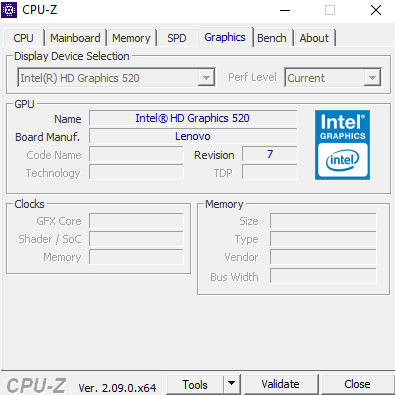 CPU-Z
CPU Mainboard Memory SPD Graphics Bench About
Display Device Selection
Intel(R) HD Graphics 520 Perf Level Current
GPU
Name Intel® HD Graphics 520
Board Manuf. Lenovo
Code Name Revision 7
Technology TDP
Intel®
GRAPHICS
intel
Clocks
GFX Core
Shader / SoC
Memory
Memory
Size
Type
Vendor
Bus Width
CPU-Z Ver. 2.09.0.x64 Tools Validate Close